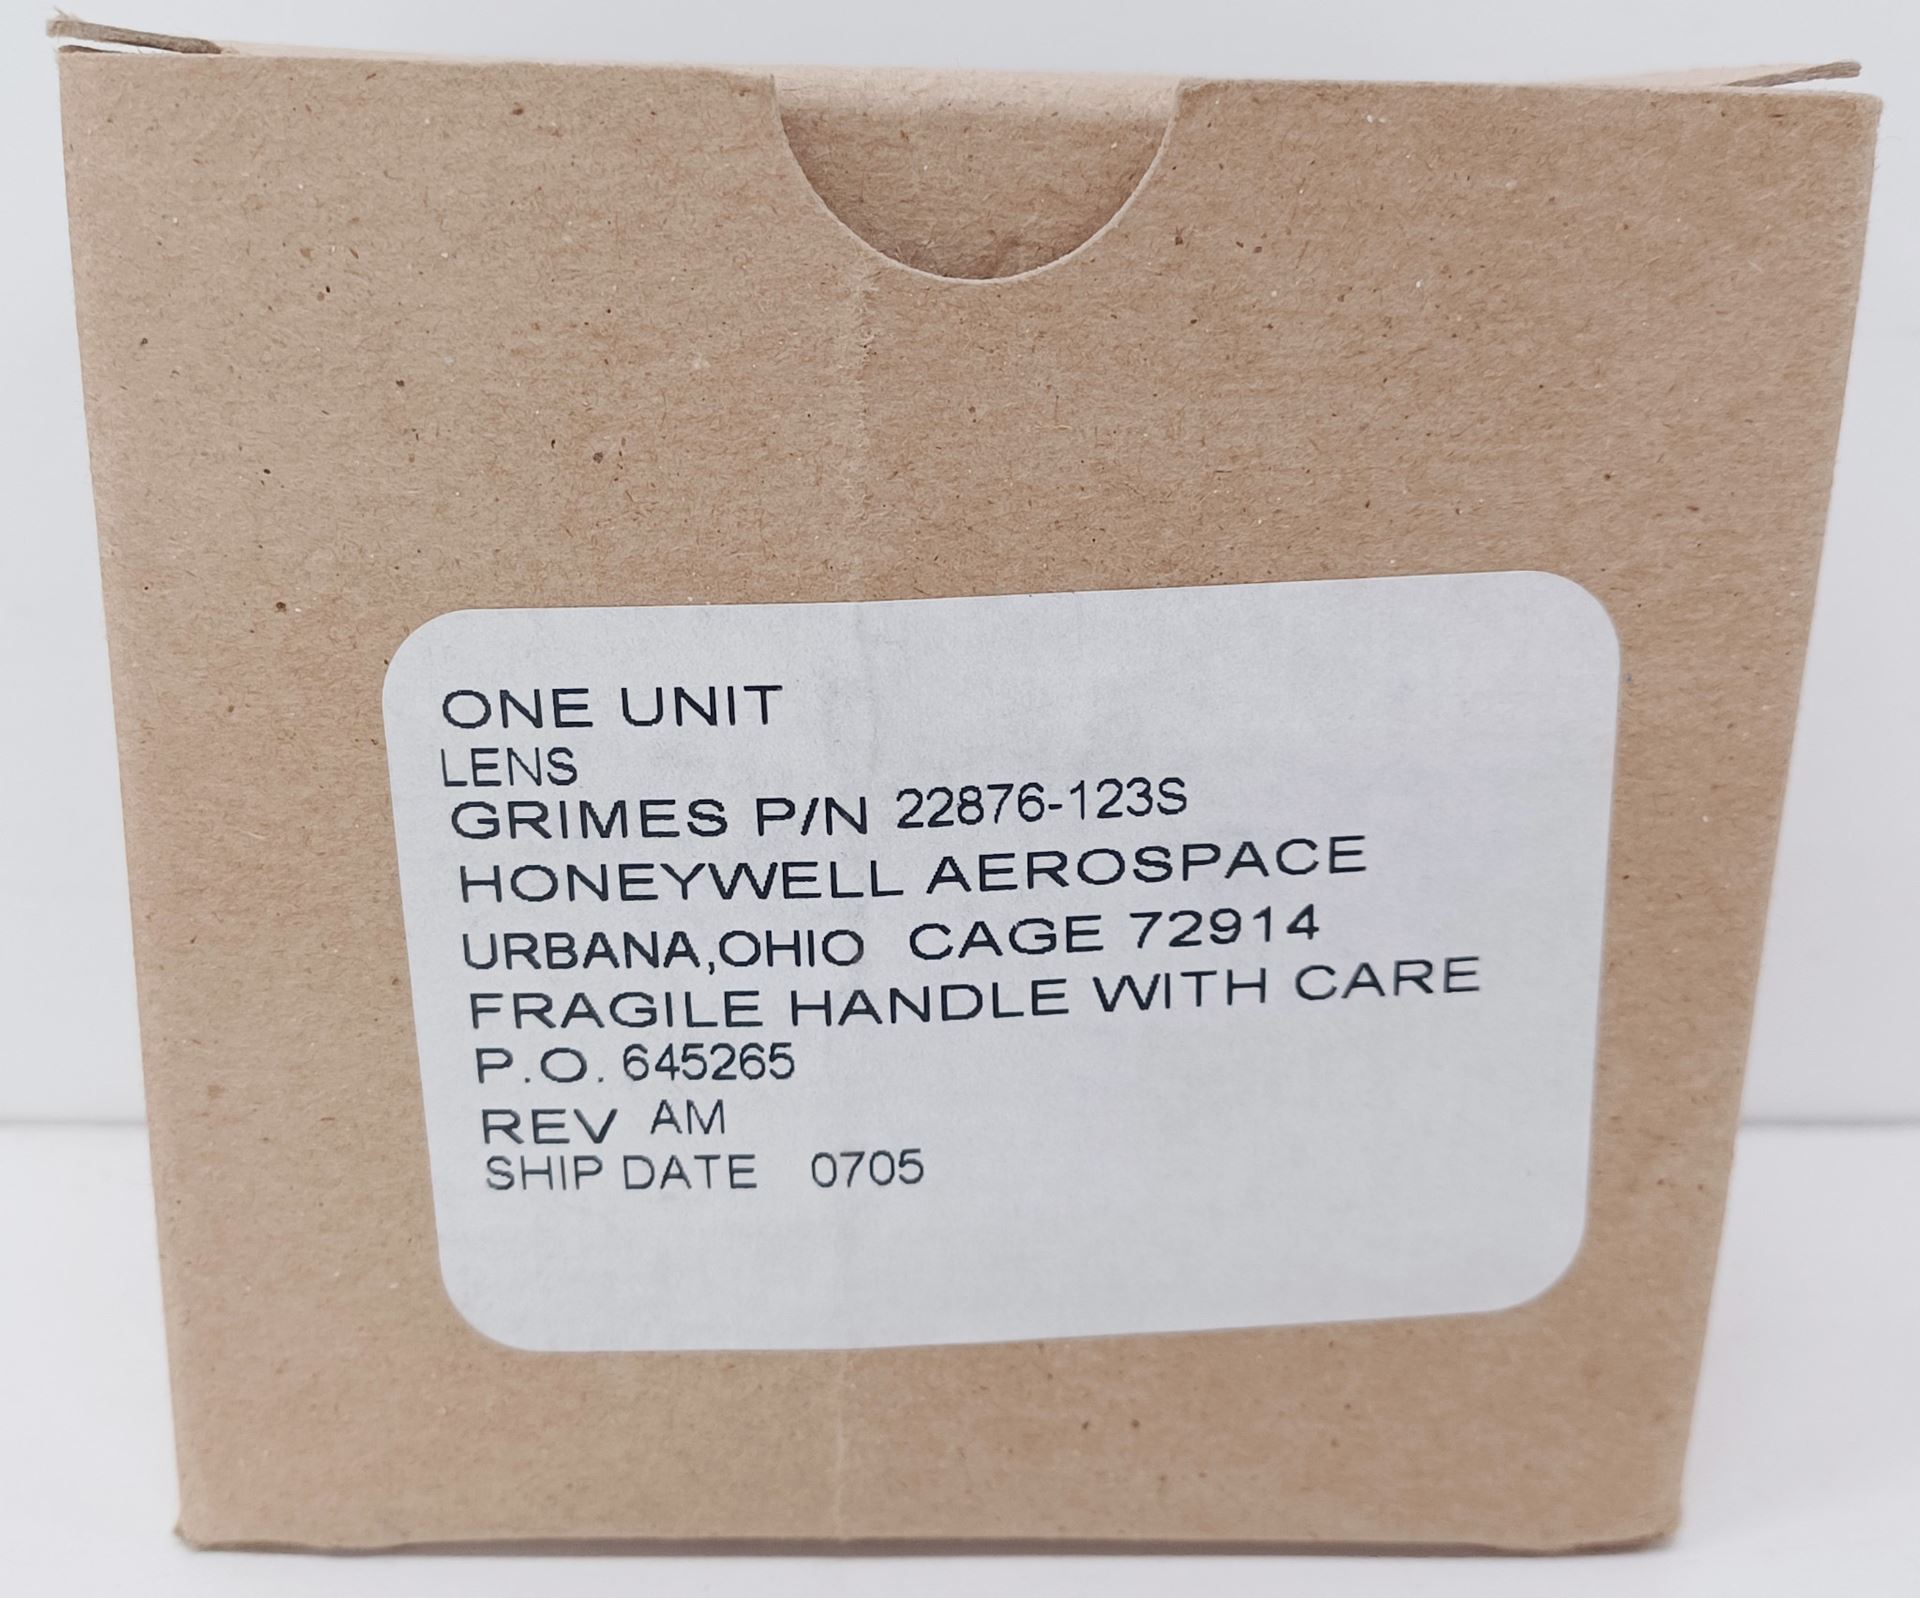 ONE UNIT
LENS
GRIMES P/N 22876-123S
HONEYWELL AEROSPACE
URBANA,OHIO CAGE 72914
FRAGILE HANDLE WITH CARE
P.O. 645265
REV AM
SHIP DATE 0705